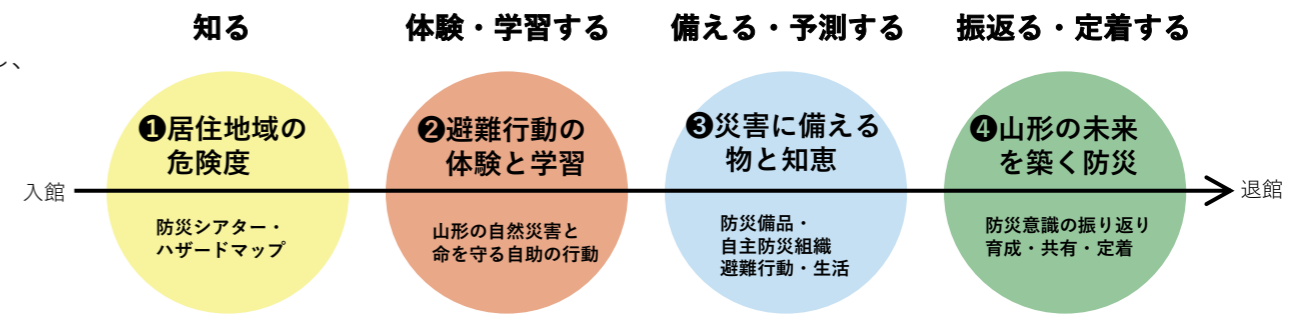 知る
体験・学習する
備える・予測する
振返る・定着する
し、
❶居住地域の
危険度
❷避難行動の
体験と学習
❸災害に備える
物と知恵
❹山形の未来
を築く防災
入館
退館
防災シアター・
ハザードマップ
山形の自然災害と
命を守る自助の行動
防災備品・
自主防災組織
避難行動・生活
防災意識の振り返り
育成・共有・定着